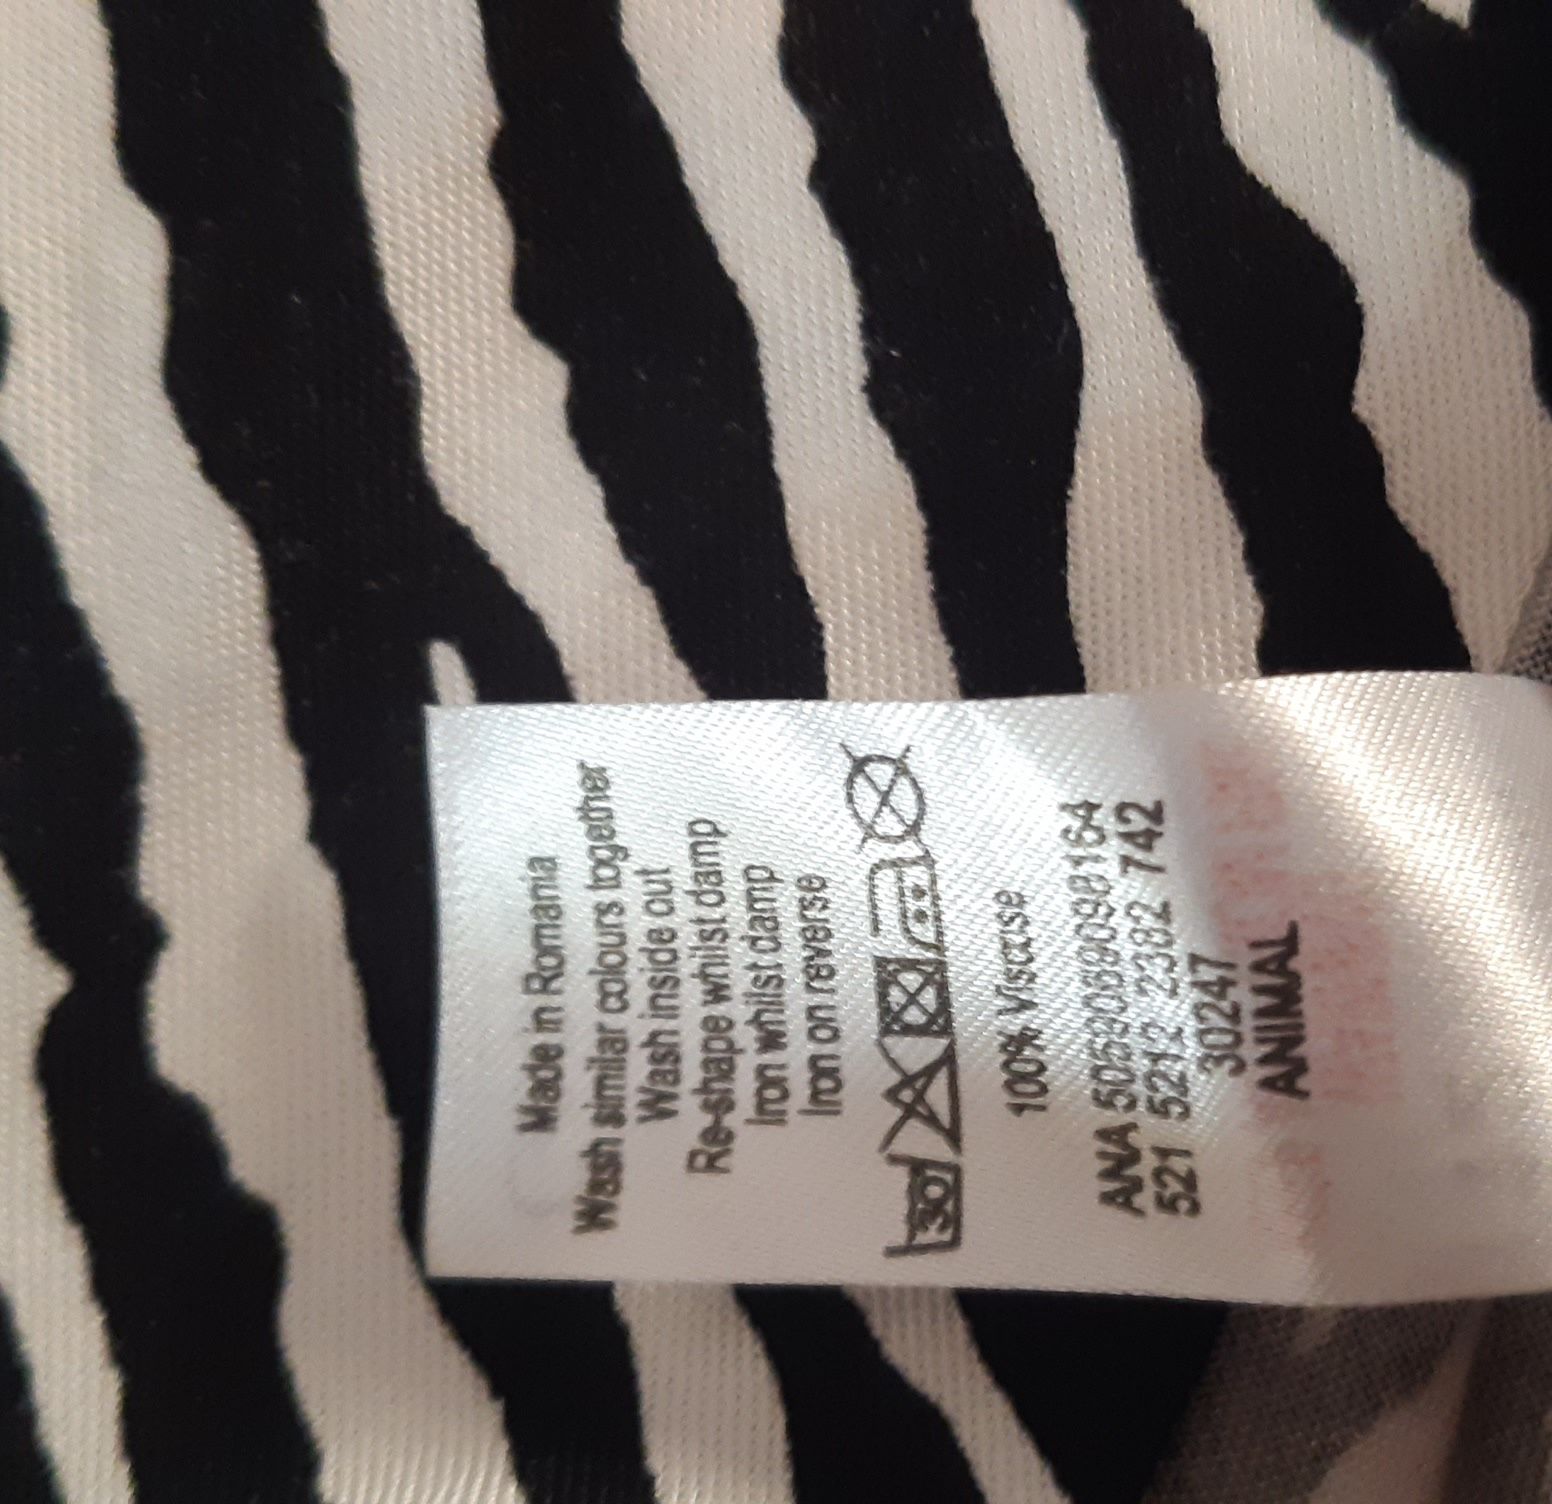 Made in Romania
Wash similar colours together
Wash inside out
Re-shape whilst damp
Iron whilst damp
Iron on reverse
30
100% Viscose
ANA
521 5212 2382 742
30247
ANIMAL